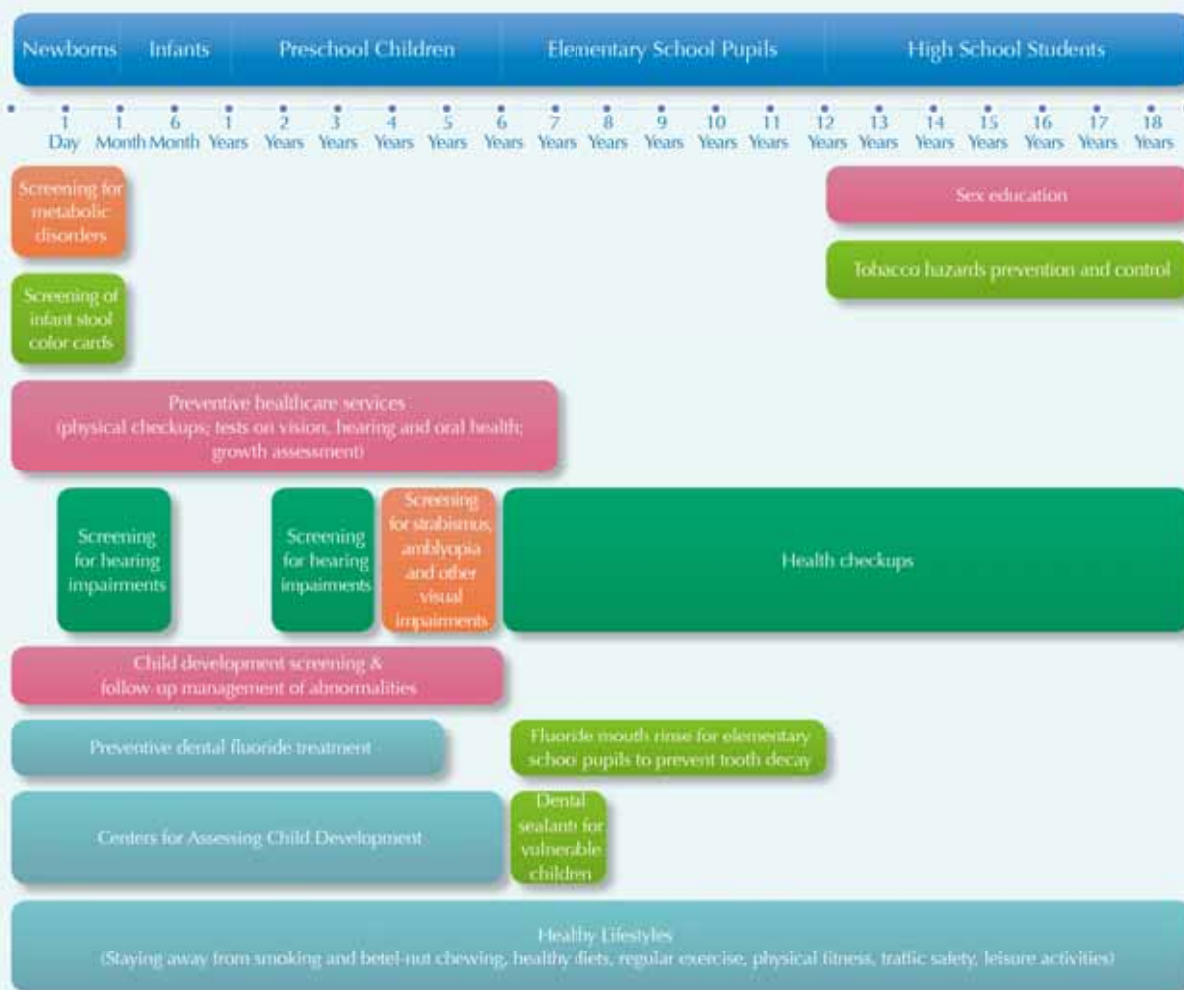 Newborns Infants Preschool Children Elementary School Pupils High School Students
1 1 6 1 2 3 4 5 6 7 8 9 10 11 12 13 14 15 16 17 18
Day Month Month Years Years Years Years Years Years Years Years Years Years Years Years Years Years Years Years Years Years
Screening for
metabolic
disorders
Sex education
Tobacco hazards prevention and control
Screening of
infant stool
color cards
Preventive healthcare services
(physical checkups; tests on vision, hearing and oral health;
growth assessment)
Screening
for hearing
impairments
Screening
for hearing
impairments
Screening
for strabismus,
amblyopia
and other
visual
impairments
Health checkups
Child development screening &
follow-up management of abnormalities
Preventive dental fluoride treatment
Fluoride mouth rinse for elementary
school pupils to prevent tooth decay
Centers for Assessing Child Development
Dental
sealant for
vulnerable
children
Healthy Lifestyles
(Staying away from smoking and betel-nut chewing, healthy diets, regular exercise, physical fitness, traffic safety, leisure activities)